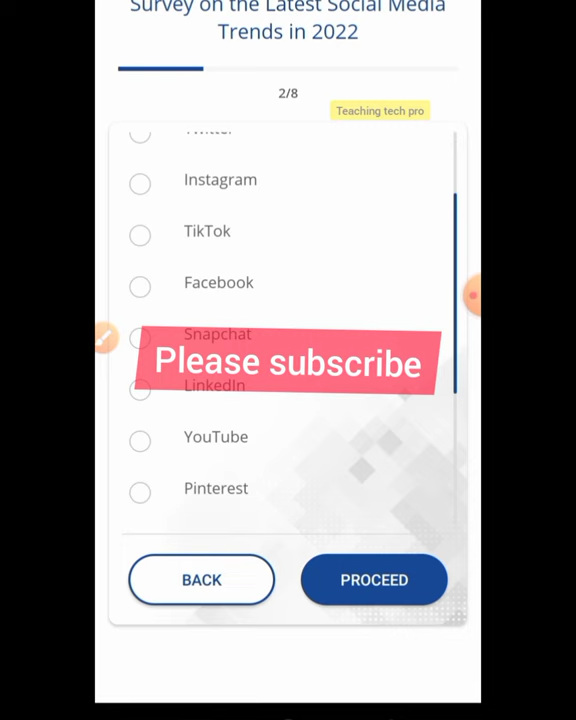 Survey on the Latest Social Media
Trends in 2022
2/8
Teaching tech pro
Twitter
Instagram
TikTok
Facebook
Snapchat
Please subscribe
LinkedIn
YouTube
Pinterest
BACK
PROCEED